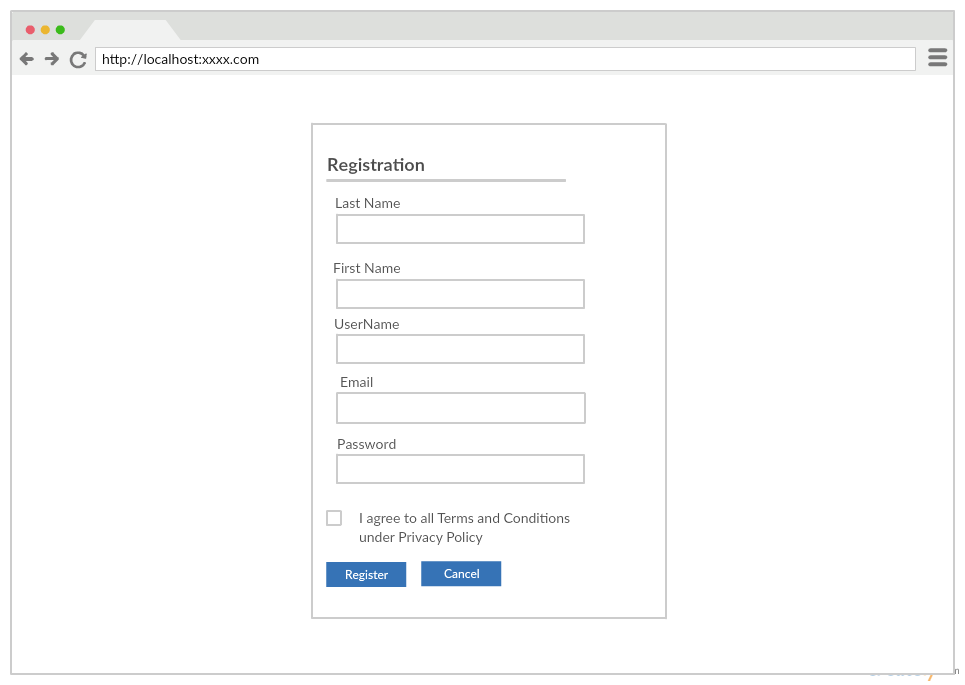 http://localhost:xxxx.com
Registration
Last Name
First Name
UserName
Email
Password
I agree to all Terms and Conditions
under Privacy Policy
Register
Cancel